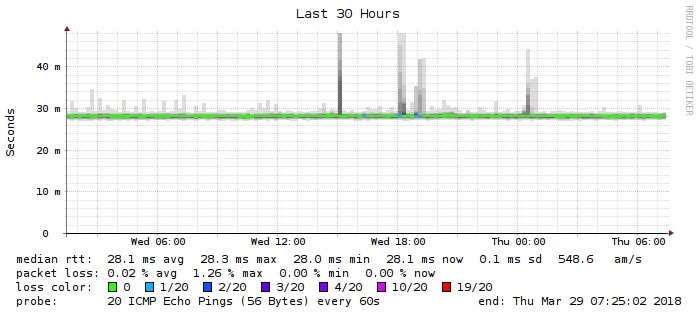 Last 30 Hours
RRDTOOL / TOBI OETIKER
Seconds
40 m
30 m
20 m
10 m
0
Wed 06:00 Wed 12:00 Wed 18:00 Thu 00:00 Thu 06:00
median rtt: 28.1 ms avg 28.3 ms max 28.0 ms min 28.1 ms now 0.1 ms sd 548.6 am/s
packet loss: 0.02 % avg 1.26 % max 0.00 % min 0.00 % now
loss color: 0 1/20 2/20 3/20 4/20 10/20 19/20
probe: 20 ICMP Echo Pings (56 Bytes) every 60s end: Thu Mar 29 07:25:02 2018